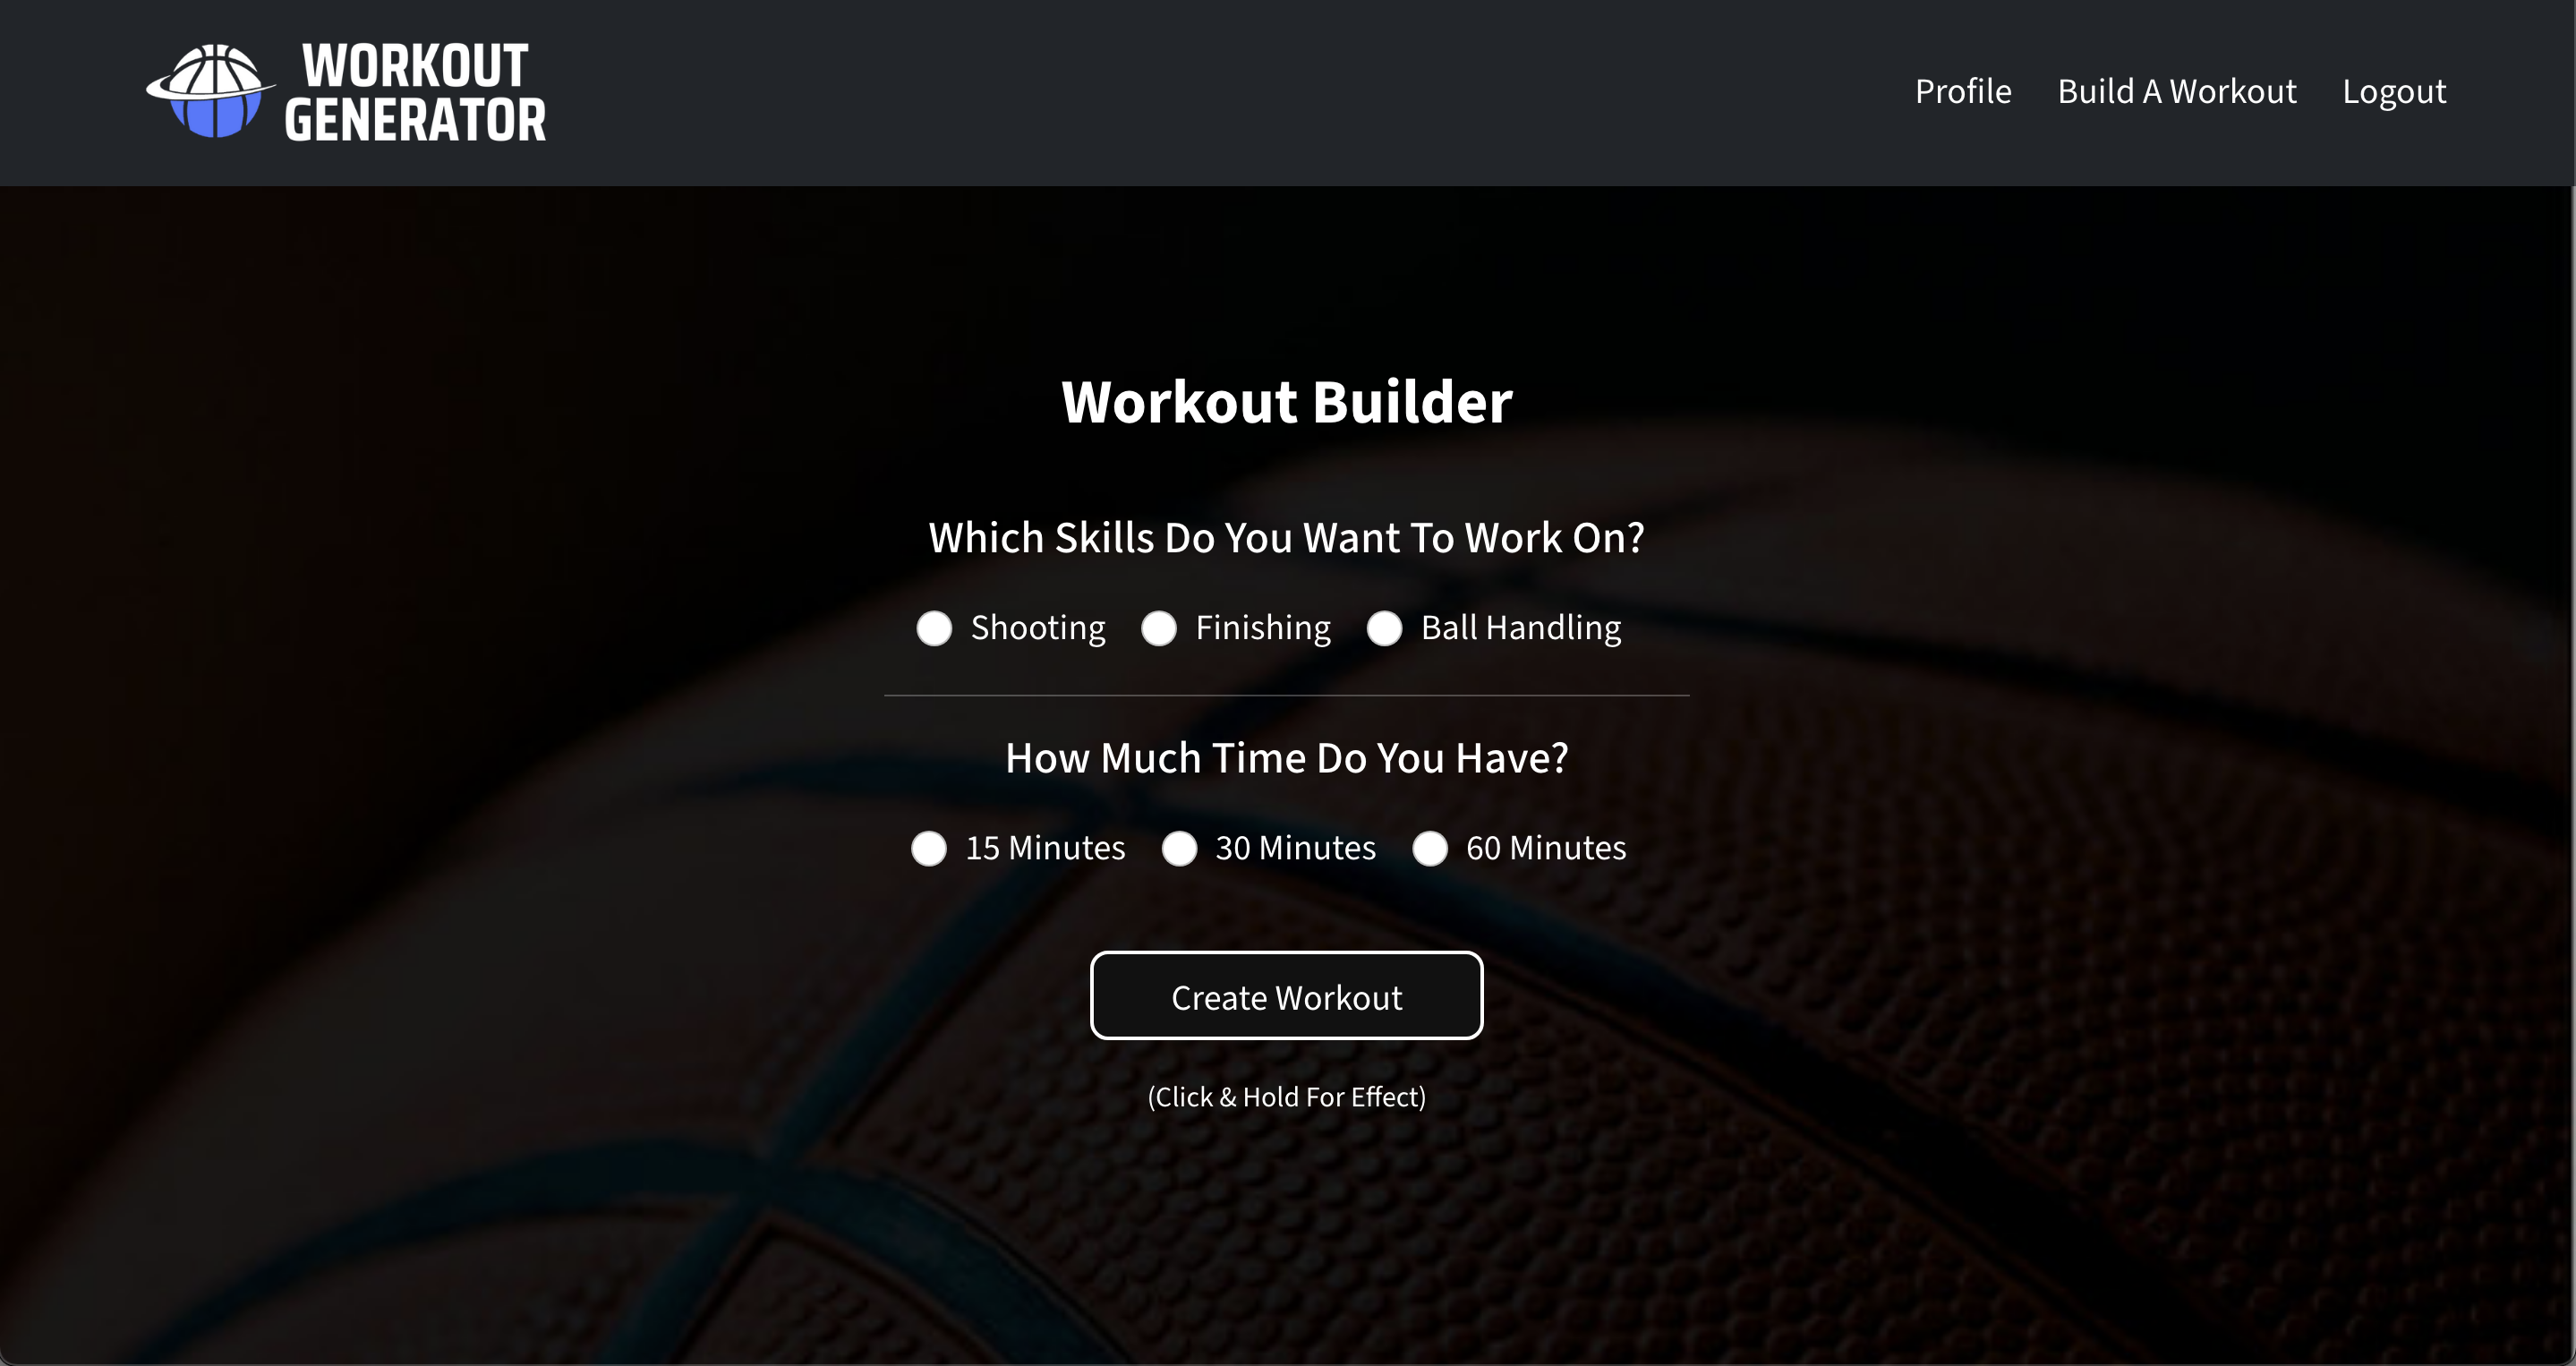 WORKOUT
GENERATOR
Profile Build A Workout Logout
Workout Builder
Which Skills Do You Want To Work On?
Shooting Finishing Ball Handling
How Much Time Do You Have?
15 Minutes 30 Minutes 60 Minutes
Create Workout
(Click & Hold For Effect)